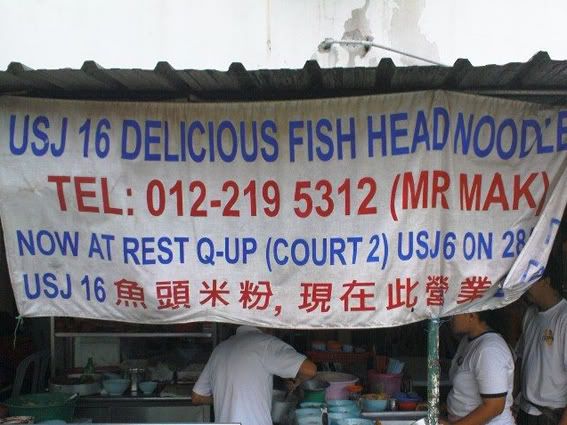 USJ 16 DELICIOUS FISH HEAD NOODLE
TEL: 012-219 5312 (MR MAK)
NOW AT REST Q-UP (COURT 2) USJ6 ON 28
USJ 16 魚頭米粉, 現在此營業